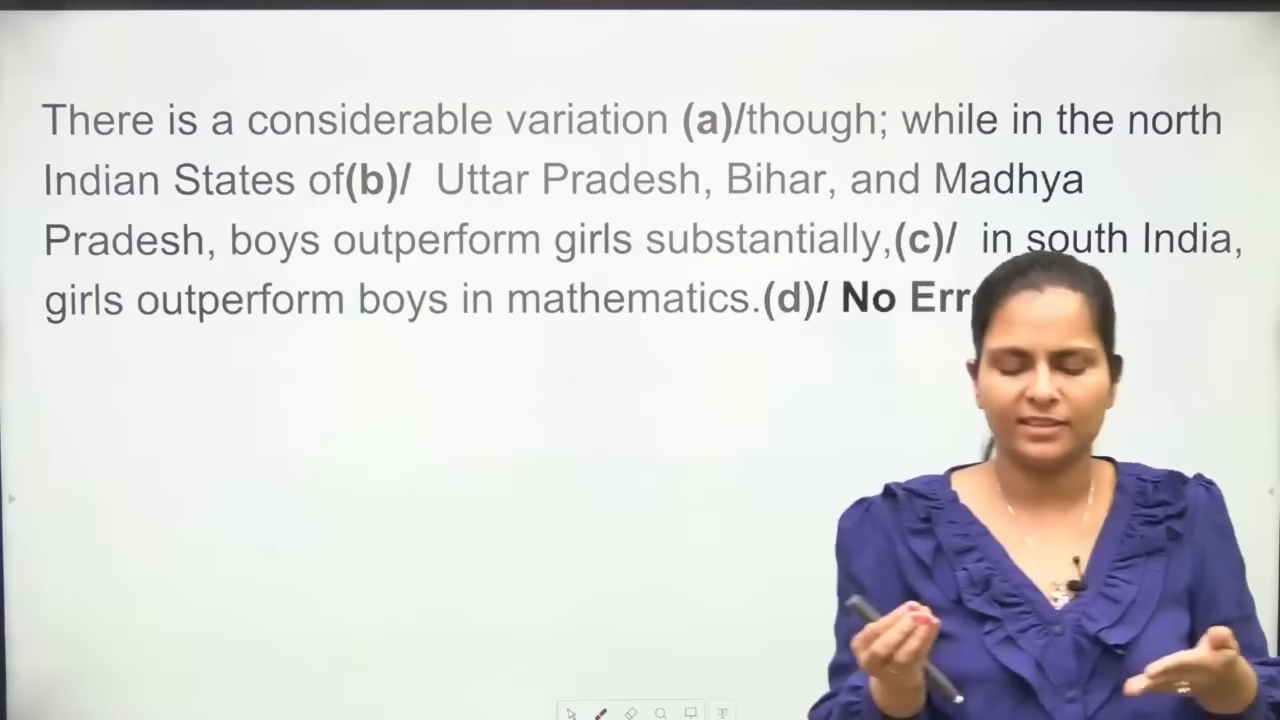 There is a considerable variation (a)/though; while in the north
Indian States of(b)/ Uttar Pradesh, Bihar, and Madhya
Pradesh, boys outperform girls substantially,(c)/ in south India,
girls outperform boys in mathematics.(d)/ No